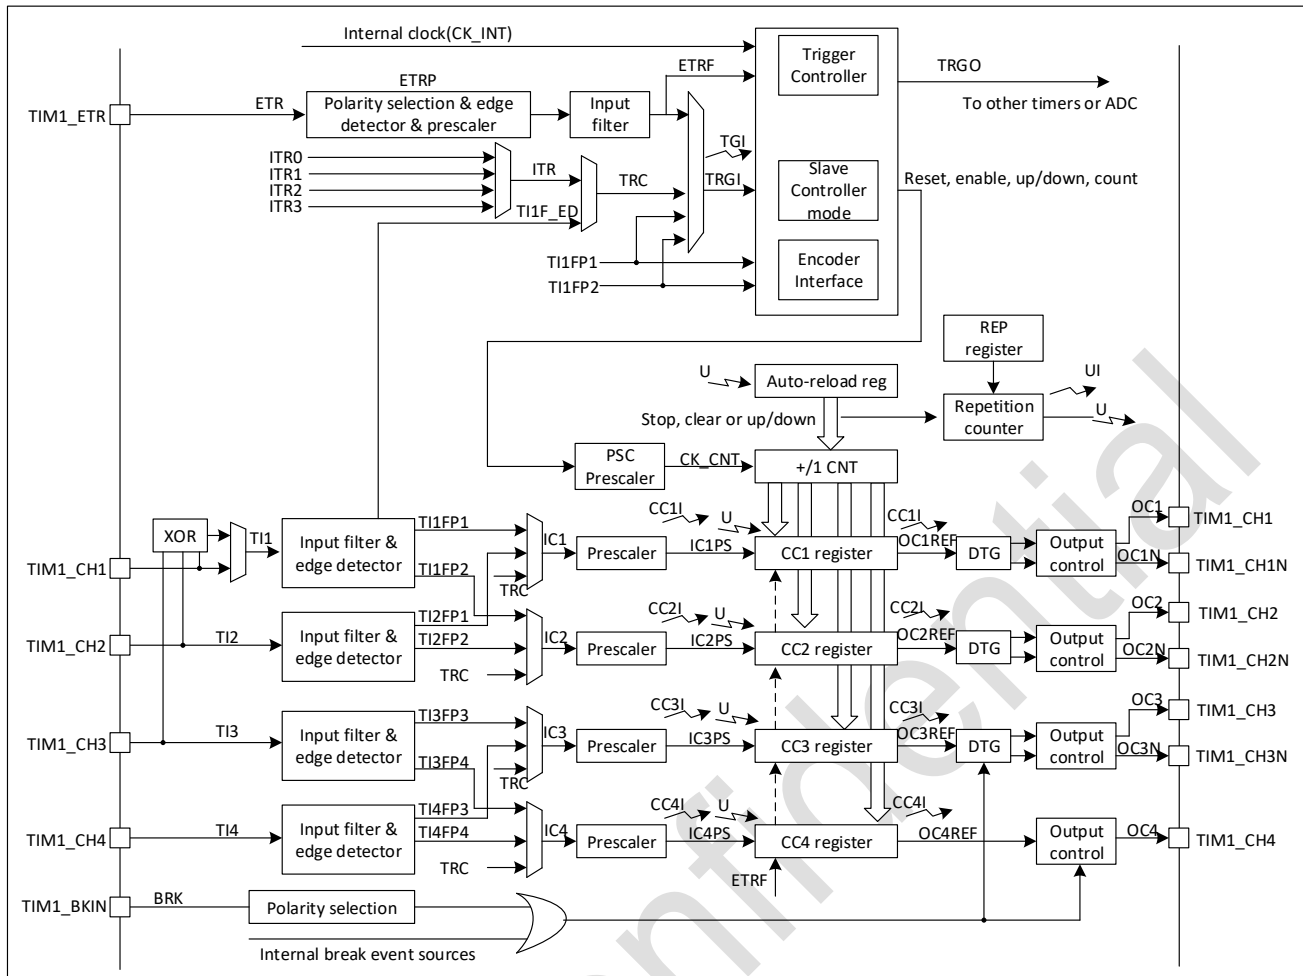 Internal clock(CK_INT)
Trigger
Controller
ETRF
TRGO
ETRP
ETR
TIM1_ETR
Polarity selection & edge
detector & prescaler
Input
filter
To other timers or ADC
TGI
ITR0
ITR1
ITR2
ITR3
ITR
TRC
TRGI
Slave
Controller
mode
Reset, enable, up/down, count
TI1F_ED
TI1FP1
TI1FP2
Encoder
Interface
REP
register
U
Auto-reload reg
UI
Stop, clear or up/down
Repetition
counter
U
PSC
Prescaler
CK_CNT
+/1 CNT
XOR
TI1
Input filter &
edge detector
TI1FP1
TI1FP2
TRC
IC1
Prescaler
IC1PS
CC1I
U
CC1 register
CC1I
OC1REF
DTG
Output
control
OC1
OC1N
TIM1_CH1
TIM1_CH1N
TIM1_CH1
TIM1_CH2
TI2
Input filter &
edge detector
TI2FP1
TI2FP2
TRC
IC2
Prescaler
IC2PS
CC2I
U
CC2 register
CC2I
OC2REF
DTG
Output
control
OC2
OC2N
TIM1_CH2
TIM1_CH2N
TIM1_CH3
TI3
Input filter &
edge detector
TI3FP3
TI3FP4
TRC
IC3
Prescaler
IC3PS
CC3I
U
CC3 register
CC3I
OC3REF
DTG
Output
control
OC3
OC3N
TIM1_CH3
TIM1_CH3N
TIM1_CH4
TI4
Input filter &
edge detector
TI4FP3
TI4FP4
TRC
IC4
Prescaler
IC4PS
CC4I
U
CC4 register
CC4I
OC4REF
Output
control
OC4
TIM1_CH4
ETRF
TIM1_BKIN
BRK
Polarity selection
Internal break event sources
nfidential